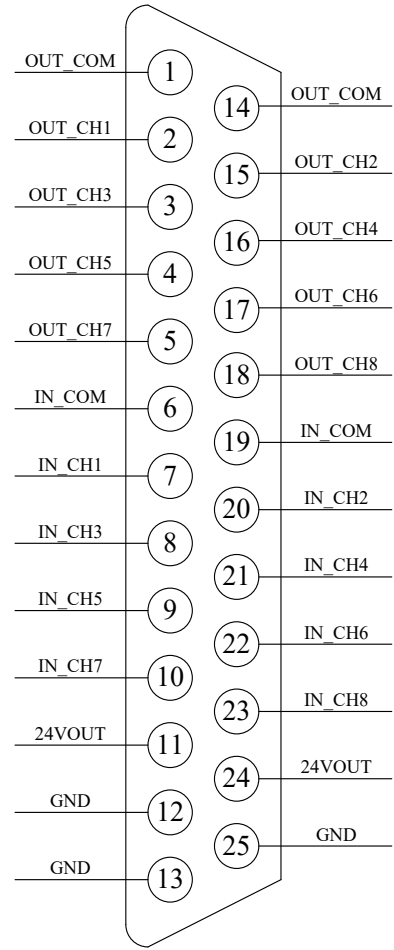 OUT_COM 1
14 OUT_COM
OUT_CH1 2
15 OUT_CH2
OUT_CH3 3
16 OUT_CH4
OUT_CH5 4
17 OUT_CH6
OUT_CH7 5
18 OUT_CH8
IN_COM 6
19 IN_COM
IN_CH1 7
20 IN_CH2
IN_CH3 8
21 IN_CH4
IN_CH5 9
22 IN_CH6
IN_CH7 10
23 IN_CH8
24VOUT 11
24 24VOUT
GND 12
25 GND
GND 13